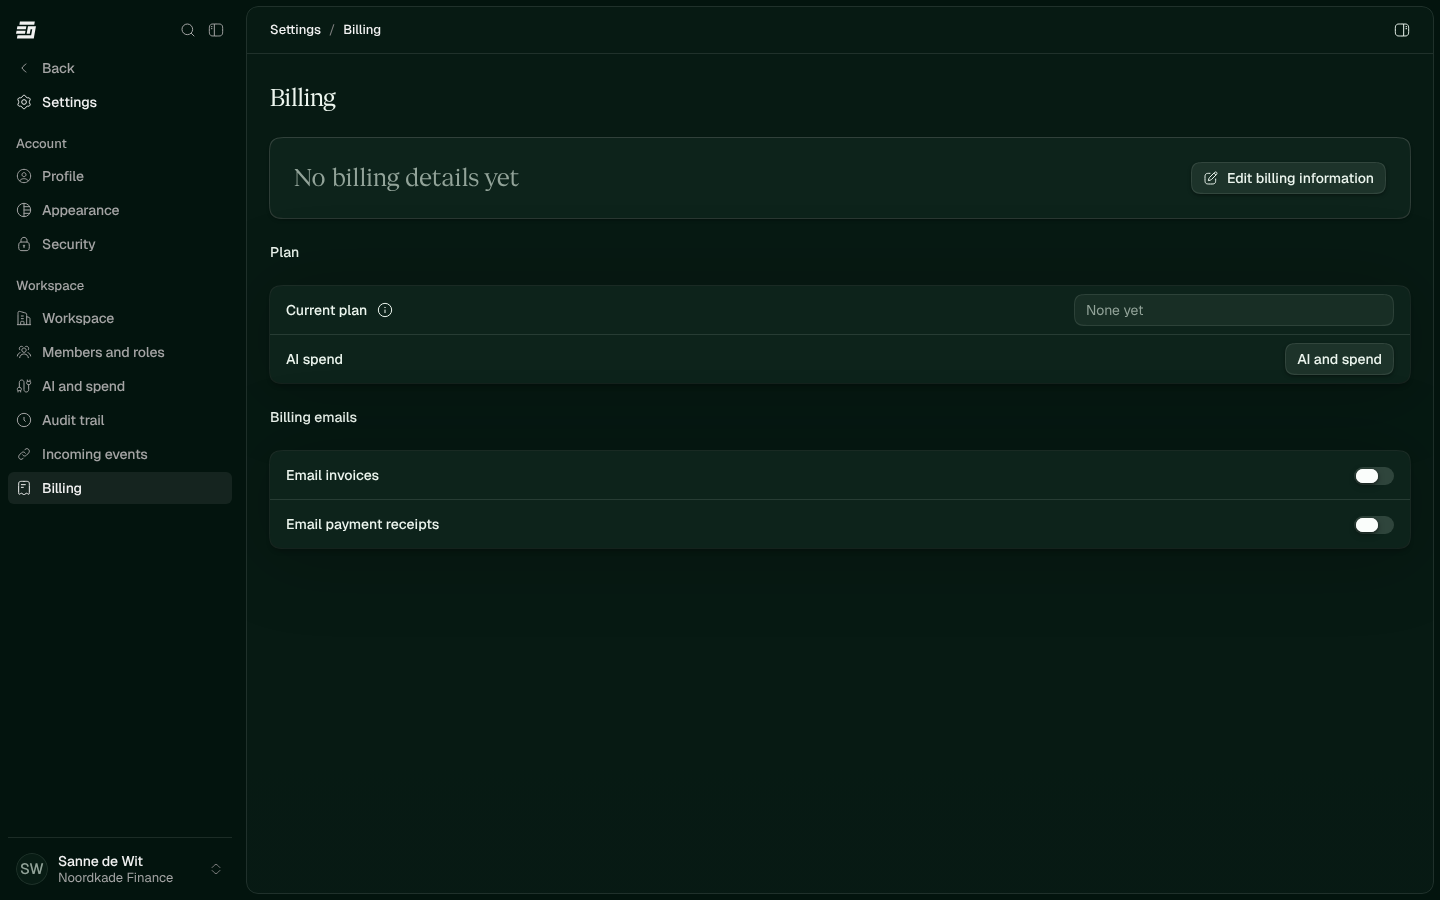 Back
Settings
Account
Profile
Appearance
Security
Workspace
Workspace
Members and roles
AI and spend
Audit trail
Incoming events
Billing
SW
Sanne de Wit
Noordkade Finance
Settings / Billing
Billing
No billing details yet
Edit billing information
Plan
Current plan
None yet
AI spend
AI and spend
Billing emails
Email invoices
Email payment receipts